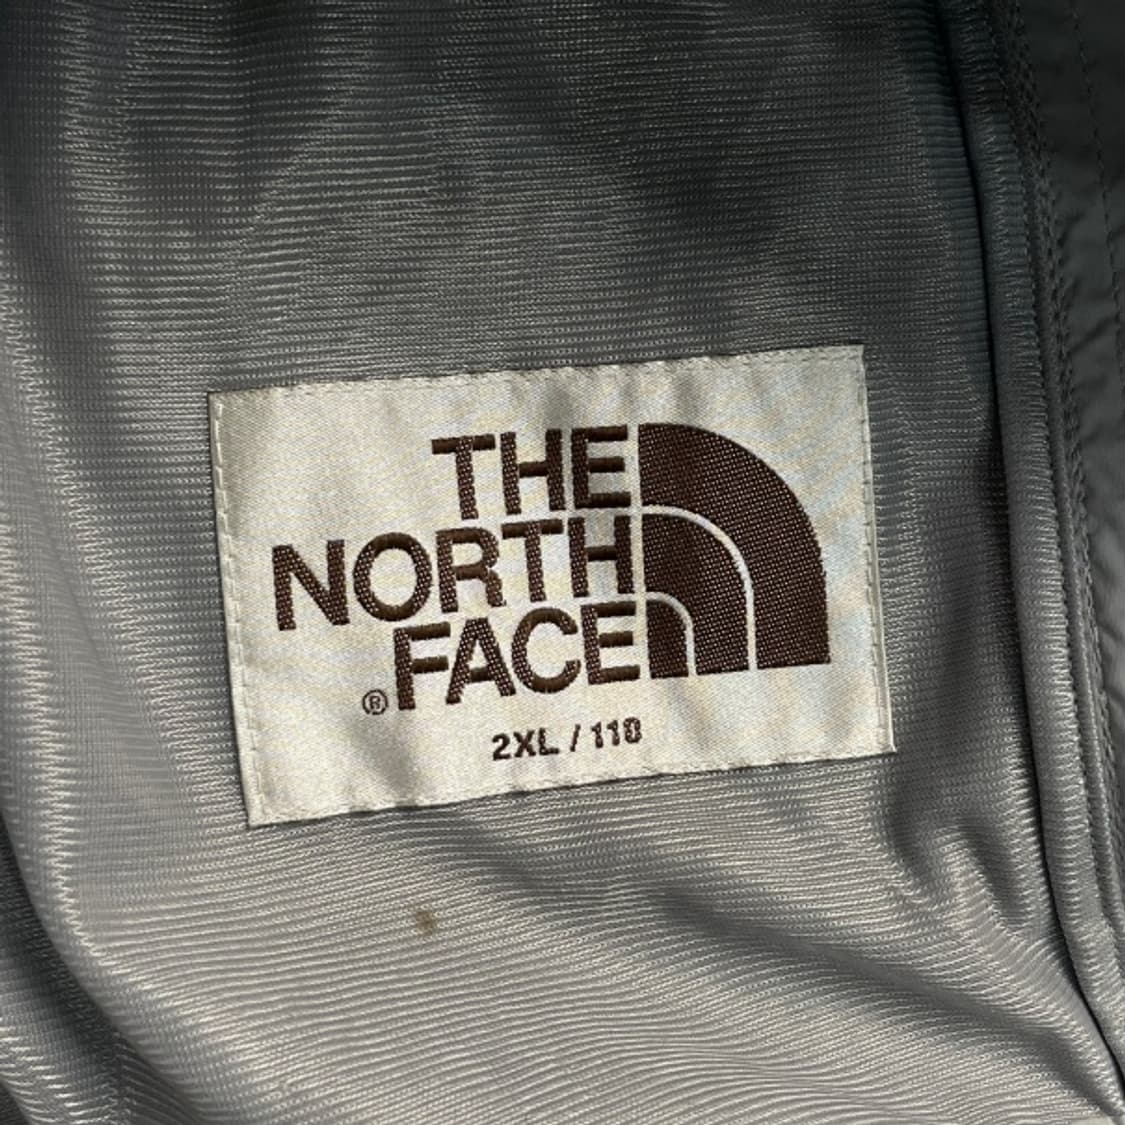 THE
NORTH
FACE
®
2XL / 110